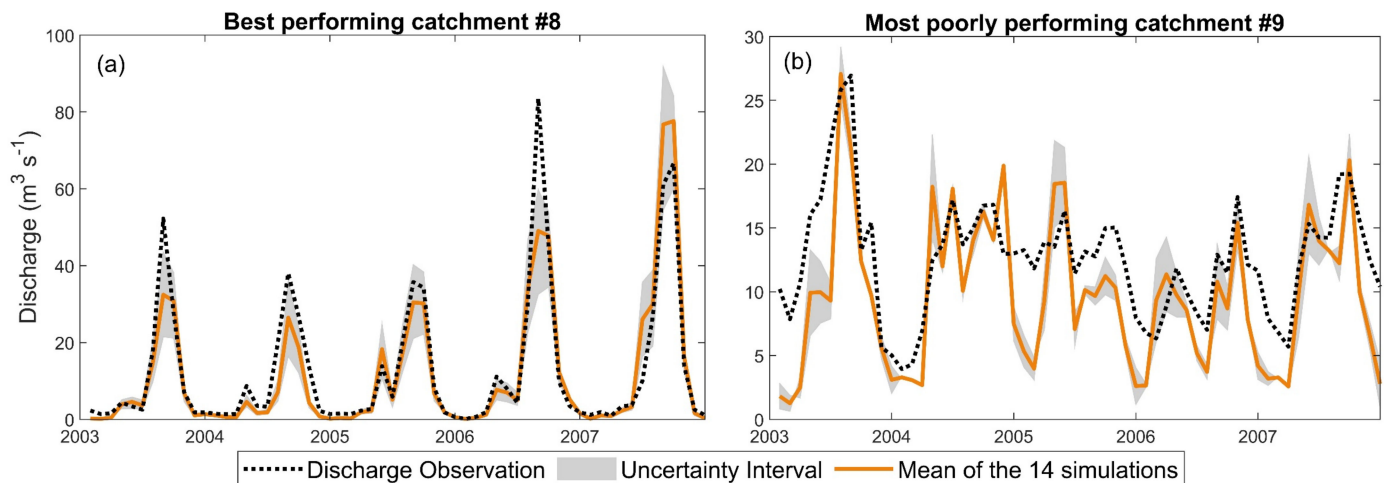 Best performing catchment #8
Most poorly performing catchment #9
(a)
(b)
Discharge (m³ s⁻¹)
100
80
60
40
20
0
2003 2004 2005 2006 2007
30
25
20
15
10
5
0
2003 2004 2005 2006 2007
Discharge Observation Uncertainty Interval Mean of the 14 simulations